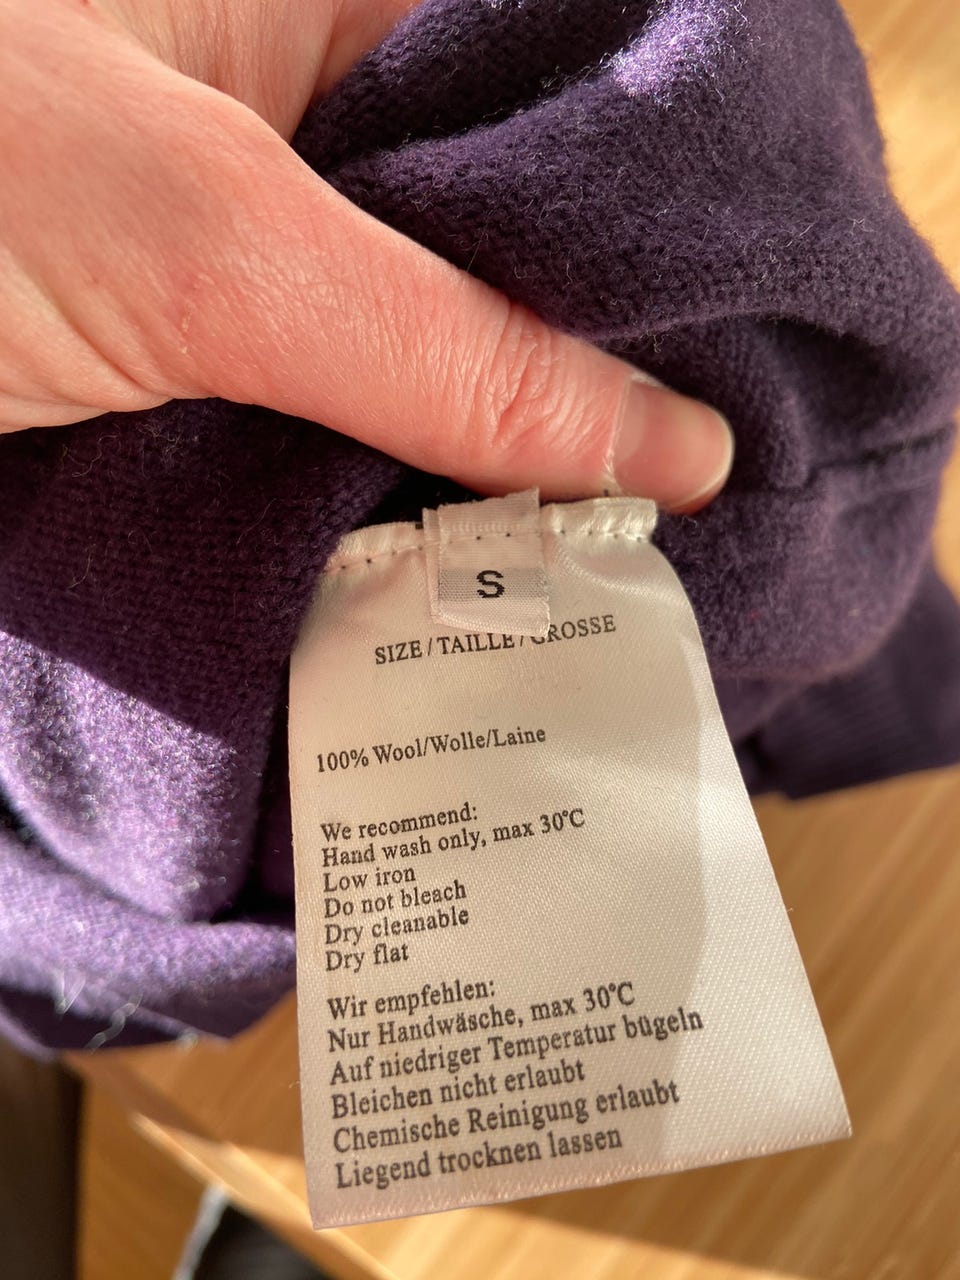 S
SIZE / TAILLE / GROSSE
100% Wool/Wolle/Laine
We recommend:
Hand wash only, max 30°C
Low iron
Do not bleach
Dry cleanable
Dry flat
Wir empfehlen:
Nur Handwäsche, max 30°C
Auf niedriger Temperatur bügeln
Bleichen nicht erlaubt
Chemische Reinigung erlaubt
Liegend trocknen lassen